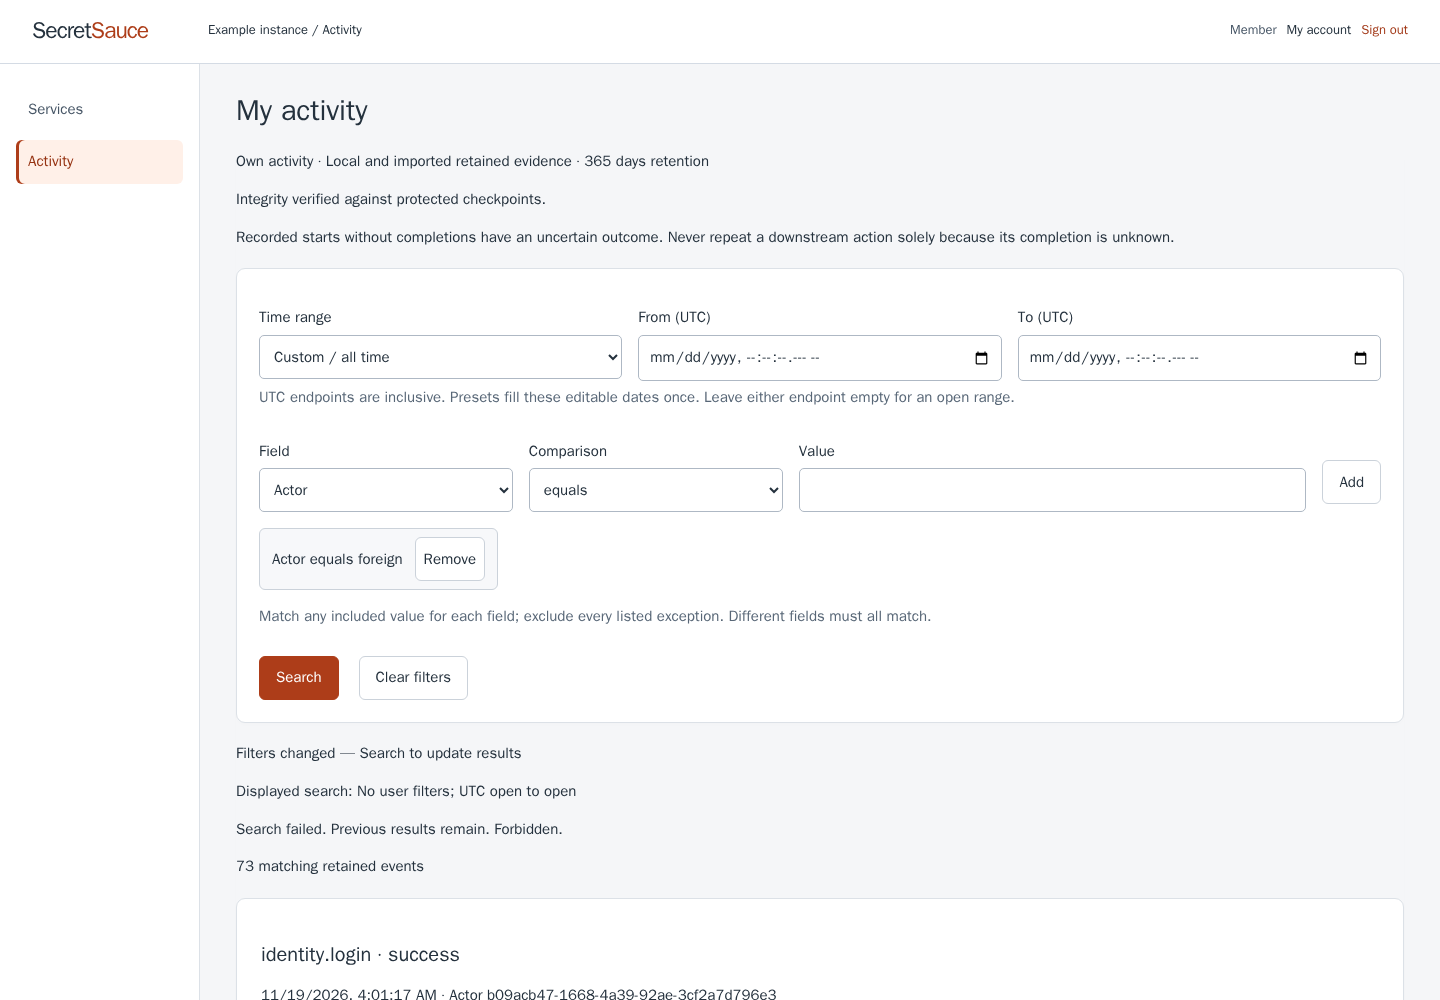 SecretSauce
Example instance / Activity
Member My account Sign out
Services
Activity
My activity
Own activity · Local and imported retained evidence · 365 days retention
Integrity verified against protected checkpoints.
Recorded starts without completions have an uncertain outcome. Never repeat a downstream action solely because its completion is unknown.
Time range From (UTC) To (UTC)
Custom / all time mm/dd/yyyy, --:--:--.--- -- mm/dd/yyyy, --:--:--.--- --
UTC endpoints are inclusive. Presets fill these editable dates once. Leave either endpoint empty for an open range.
Field Comparison Value
Actor equals Add
Actor equals foreign Remove
Match any included value for each field; exclude every listed exception. Different fields must all match.
Search Clear filters
Filters changed — Search to update results
Displayed search: No user filters; UTC open to open
Search failed. Previous results remain. Forbidden.
73 matching retained events
identity.login · success
11/19/2026, 4:01:17 AM · Actor b09acb47-1668-4a39-92ae-3cf2a7d796e3